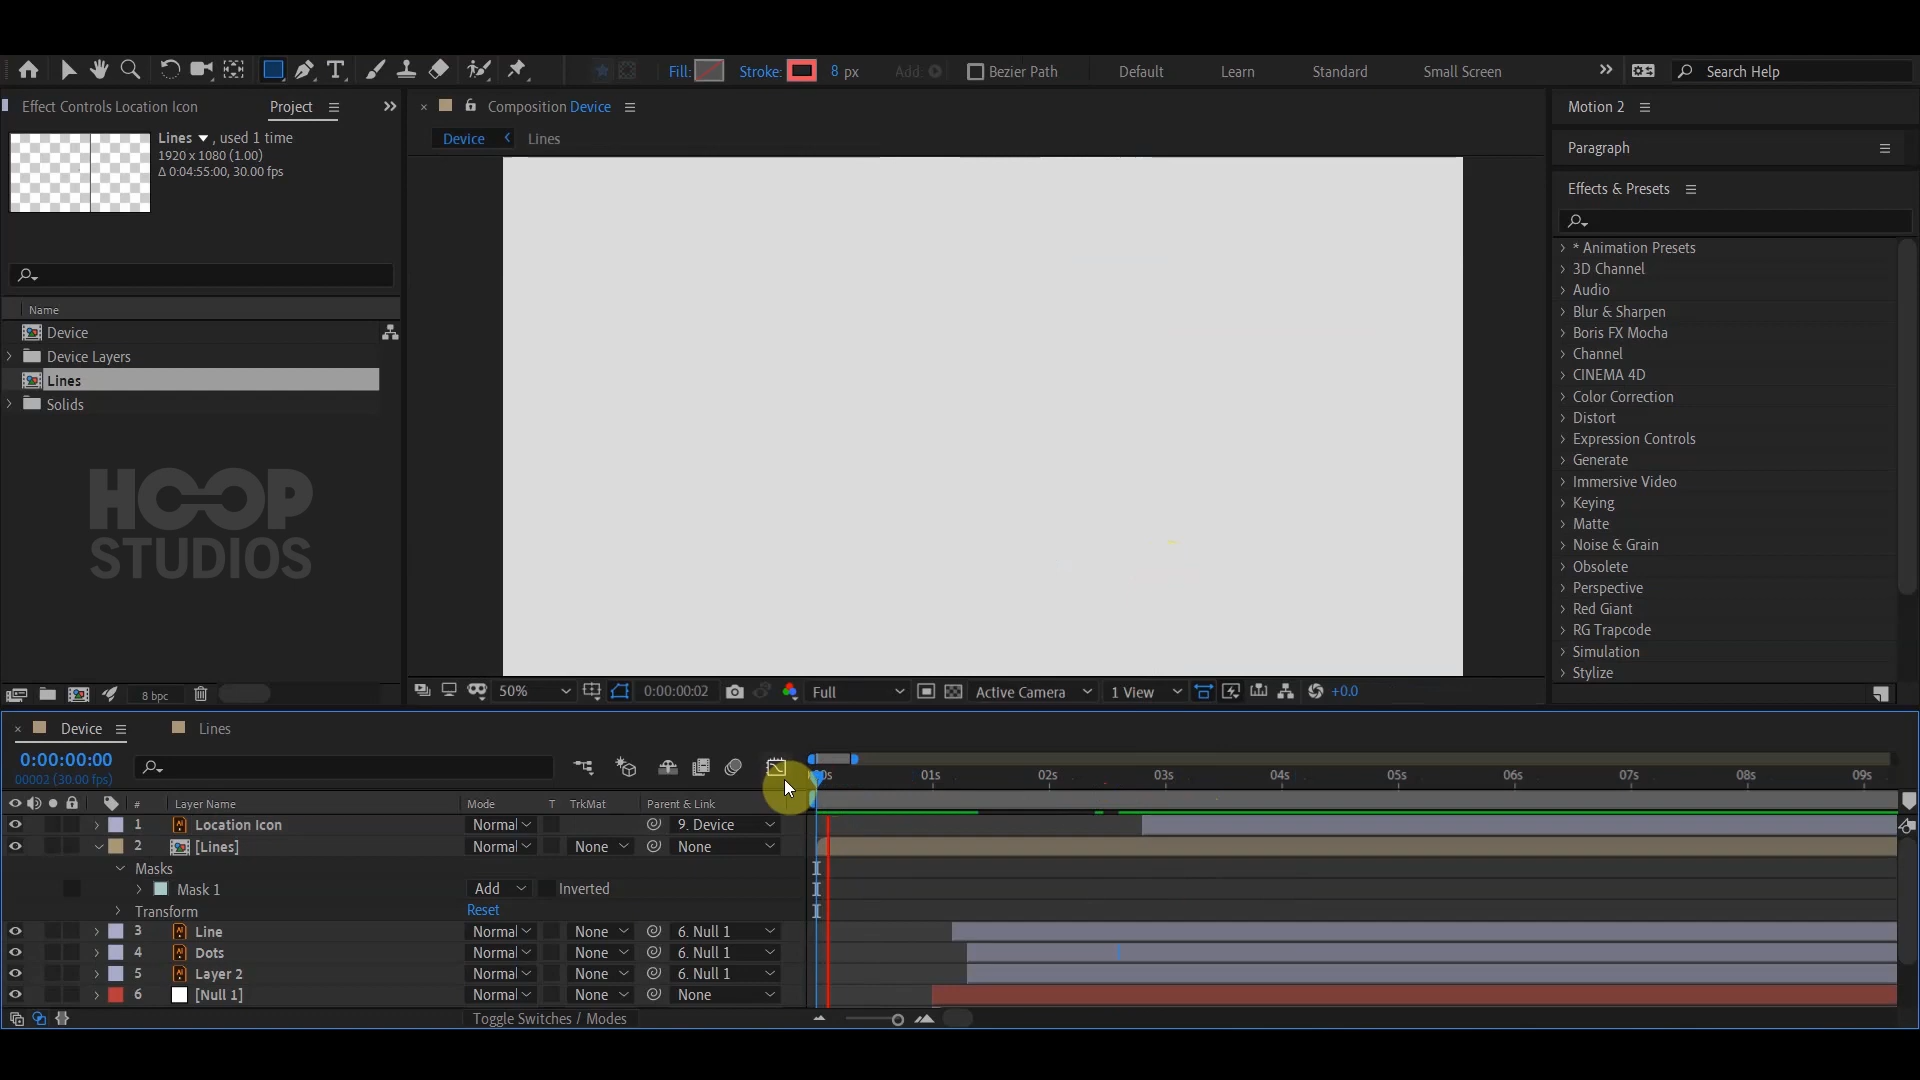 Fill: Stroke: 8 px Add: Bezier Path Default Learn Standard Small Screen Search Help
Effect Controls Location Icon Project
Lines , used 1 time
1920 x 1080 (1.00)
Δ 0:04:55:00, 30.00 fps
Name
Device
Device Layers
Lines
Solids
HOOP
STUDIOS
8 bpc
Composition Device
Device Lines
50% 0:00:00:02 Full Active Camera 1 View +0.0
Motion 2
Paragraph
Effects & Presets
* Animation Presets
3D Channel
Audio
Blur & Sharpen
Boris FX Mocha
Channel
CINEMA 4D
Color Correction
Distort
Expression Controls
Generate
Immersive Video
Keying
Matte
Noise & Grain
Obsolete
Perspective
Red Giant
RG Trapcode
Simulation
Stylize
Device Lines
0:00:00:00
00002 (30.00 fps)
0s 01s 02s 03s 04s 05s 06s 07s 08s 09s
# Layer Name Mode T TrkMat Parent & Link
1 Location Icon Normal 9. Device
2 [Lines] Normal None None
Masks
Mask 1 Add Inverted
Transform Reset
3 Line Normal None 6. Null 1
4 Dots Normal None 6. Null 1
5 Layer 2 Normal None 6. Null 1
6 [Null 1] Normal None None
Toggle Switches / Modes